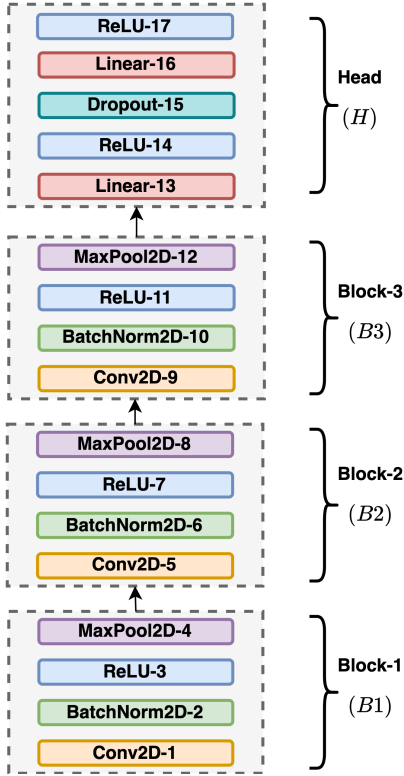 ReLU-17
Linear-16
Dropout-15
ReLU-14
Linear-13
Head
(H)
MaxPool2D-12
ReLU-11
BatchNorm2D-10
Conv2D-9
Block-3
(B3)
MaxPool2D-8
ReLU-7
BatchNorm2D-6
Conv2D-5
Block-2
(B2)
MaxPool2D-4
ReLU-3
BatchNorm2D-2
Conv2D-1
Block-1
(B1)